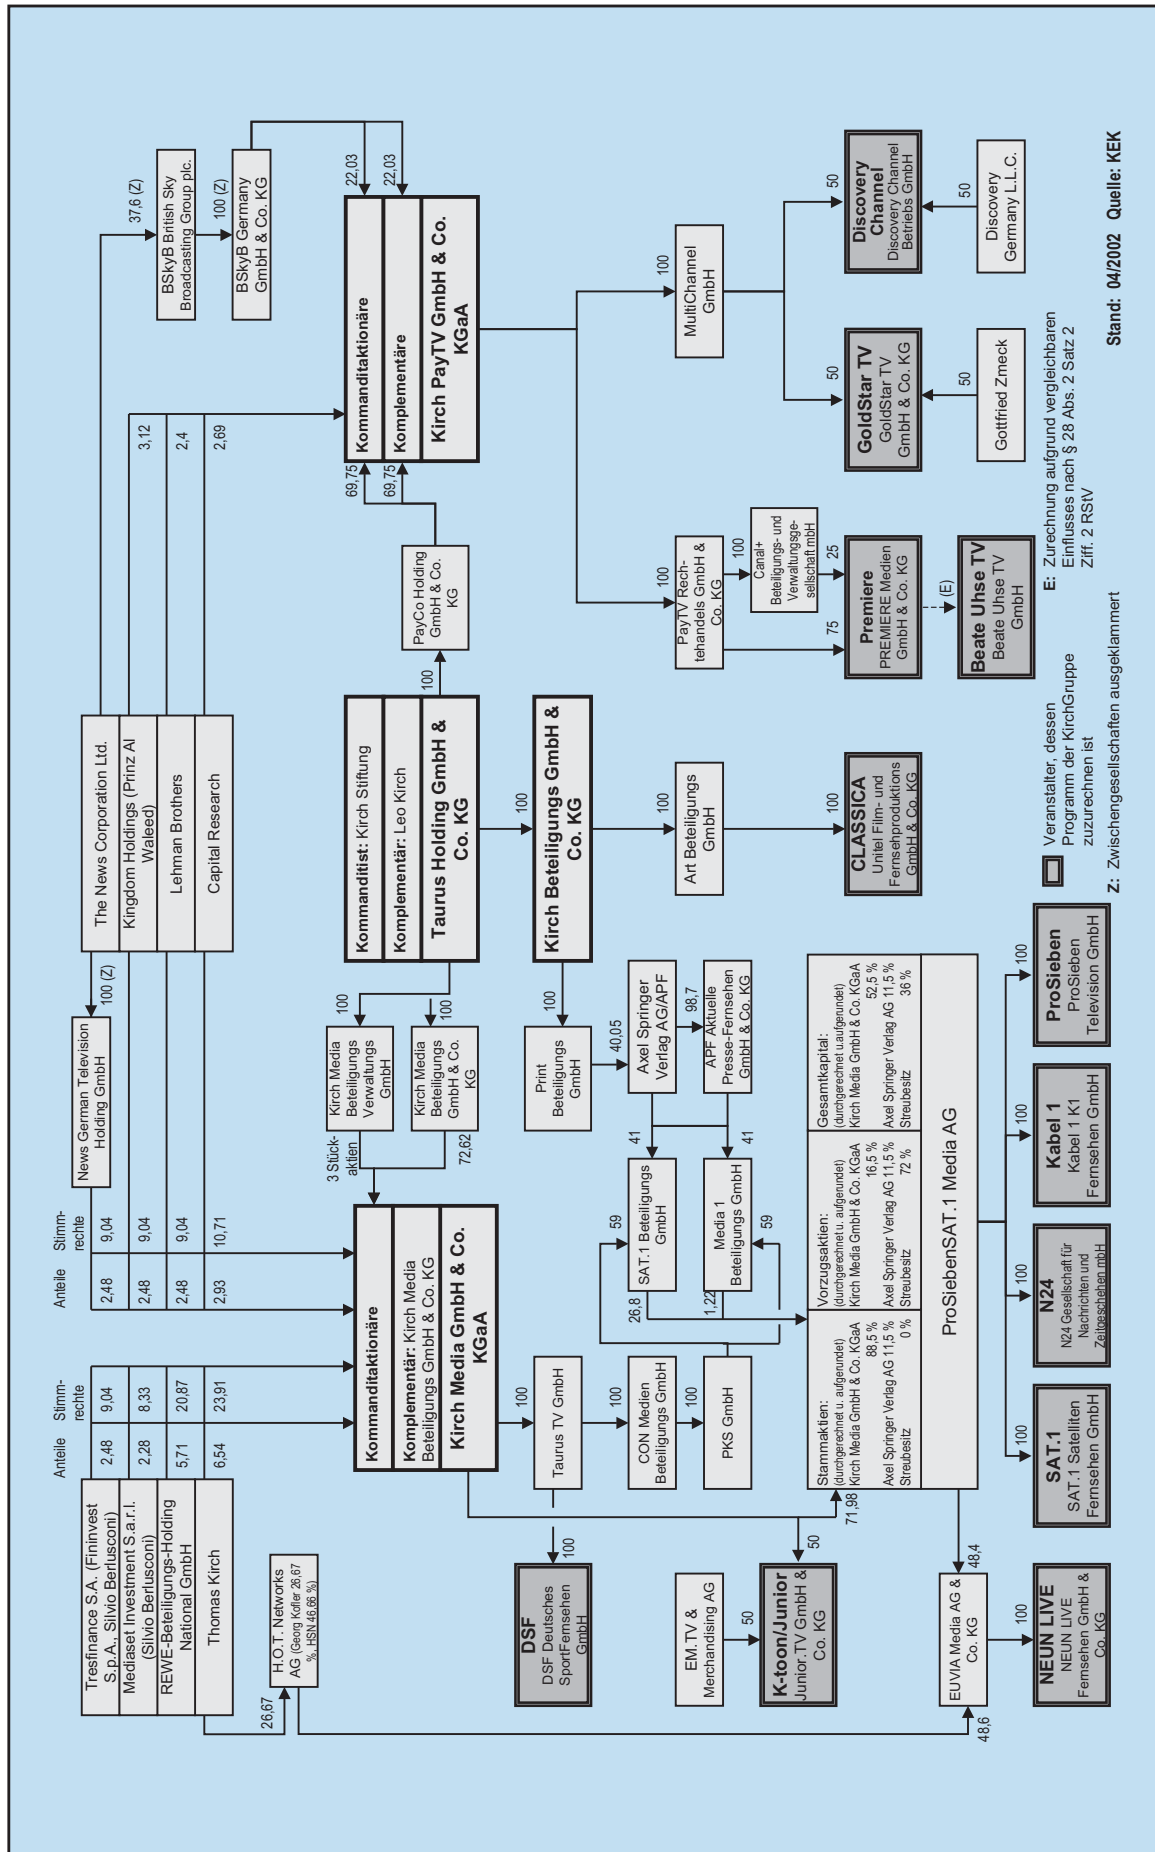 Anteile
Stimm-
rechte
Anteile
Stimm-
rechte
Tresfinance S.A. (Fininvest
S.p.A., Silvio Berlusconi)
2,48
9,04
Mediaset Investment S.a.r.l.
(Silvio Berlusconi)
2,28
8,33
REWE-Beteiligungs-Holding
National GmbH
5,71
20,87
Thomas Kirch
6,54
23,91
2,48
9,04
News German Television
Holding GmbH
100 (Z)
The News Corporation Ltd.
2,48
9,04
Kingdom Holdings (Prinz Al
Waleed)
3,12
2,48
9,04
Lehman Brothers
2,4
2,93
10,71
Capital Research
2,69
37,6 (Z)
BSkyB British Sky
Broadcasting Group plc.
100 (Z)
BSkyB Germany
GmbH & Co. KG
22,03
22,03
26,67
H.O.T. Networks
AG (Georg Kofler 26,67
%, HSN 46,66 %)
Kommanditaktionäre
Komplementär: Kirch Media
Beteiligungs GmbH & Co. KG
Kirch Media GmbH & Co.
KGaA
3 Stück-
aktien
72,62
Kirch Media
Beteiligungs
Verwaltungs
GmbH
100
Kirch Media
Beteiligungs
GmbH & Co.
KG
100
Kommanditist: Kirch Stiftung
Komplementär: Leo Kirch
Taurus Holding GmbH &
Co. KG
100
PayCo Holding
GmbH & Co.
KG
69,75
69,75
Kommanditaktionäre
Komplementäre
Kirch PayTV GmbH & Co.
KGaA
100
Kirch Beteiligungs GmbH &
Co. KG
100
Taurus TV GmbH
100
DSF
DSF Deutsches
SportFernsehen
GmbH
100
CON Medien
Beteiligungs GmbH
100
PKS GmbH
59
59
100
Print
Beteiligungs
GmbH
40,05
Axel Springer
Verlag AG/APF
98,7
APF Aktuelle
Presse-Fernsehen
GmbH & Co. KG
41
41
SAT.1 Beteiligungs
GmbH
26,8
Media 1
Beteiligungs GmbH
1,22
100
Art Beteiligungs
GmbH
100
CLASSICA
Unitel Film- und
Fernsehproduktions
GmbH & Co. KG
100
PayTV Rech-
tehandels GmbH &
Co. KG
100
Canal+
Beteiligungs- und
Verwaltungsge-
sellschaft mbH
75
25
Premiere
PREMIERE Medien
GmbH & Co. KG
(E)
Beate Uhse TV
Beate Uhse TV
GmbH
100
MultiChannel
GmbH
50
50
GoldStar TV
GoldStar TV
GmbH & Co. KG
50
Gottfried Zmeck
Discovery
Channel
Discovery Channel
Betriebs GmbH
50
Discovery
Germany L.L.C.
EM.TV &
Merchandising AG
50
50
K-toon/Junior
Junior.TV GmbH &
Co. KG
71,98
Stammaktien:
(durchgerechnet u. aufgerundet)
Kirch Media GmbH & Co. KGaA
88,5 %
Axel Springer Verlag AG 11,5 %
Streubesitz
0 %
Vorzugsaktien:
(durchgerechnet u. aufgerundet)
Kirch Media GmbH & Co. KGaA
16,5 %
Axel Springer Verlag AG 11,5 %
Streubesitz
72 %
Gesamtkapital:
(durchgerechnet u.aufgerundet)
Kirch Media GmbH & Co. KGaA
52,5 %
Axel Springer Verlag AG 11,5 %
Streubesitz
36 %
ProSiebenSAT.1 Media AG
48,4
48,6
EUVIA Media AG &
Co. KG
100
NEUN LIVE
NEUN LIVE
Fernsehen GmbH &
Co. KG
100
SAT.1
SAT.1 Satelliten
Fernsehen GmbH
100
N24
N24 Gesellschaft für
Nachrichten und
Zeitgeschehen mbH
100
Kabel 1
Kabel 1 K1
Fernsehen GmbH
100
ProSieben
ProSieben
Television GmbH
Veranstalter, dessen
Programm der KirchGruppe
zuzurechnen ist
Z: Zwischengesellschaften ausgeklammert
E: Zurechnung aufgrund vergleichbaren
Einflusses nach § 28 Abs. 2 Satz 2
Ziff. 2 RStV
Stand: 04/2002 Quelle: KEK